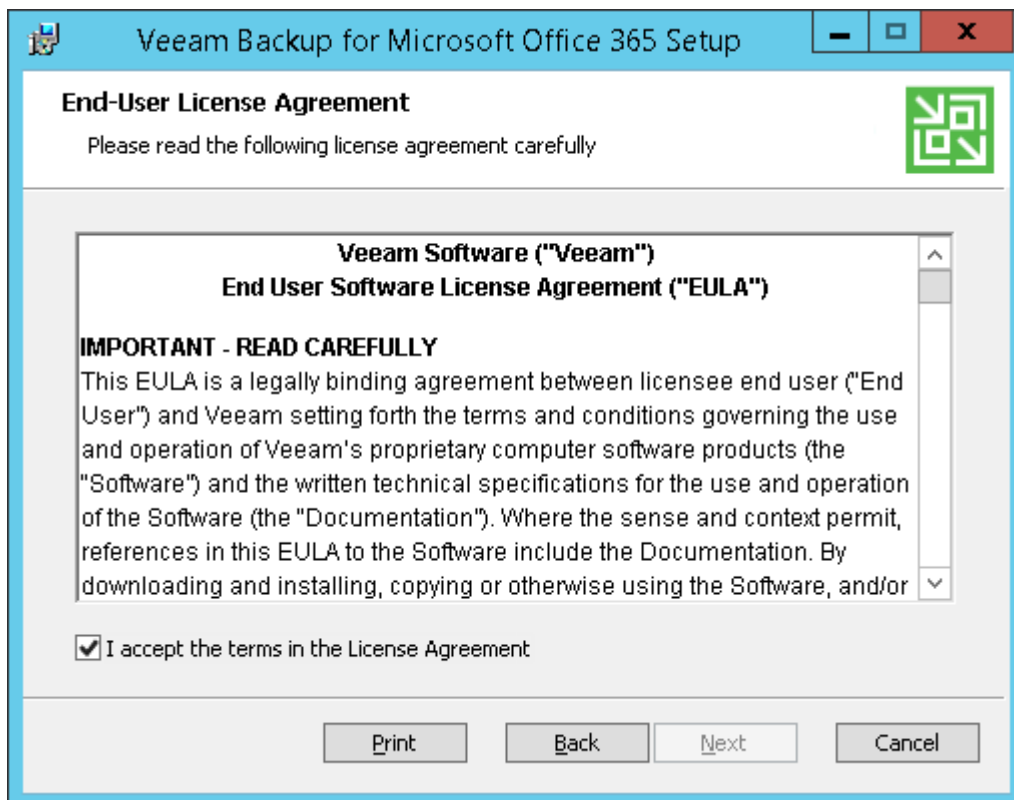 Veeam Backup for Microsoft Office 365 Setup
End-User License Agreement
Please read the following license agreement carefully
Veeam Software ("Veeam")
End User Software License Agreement ("EULA")
IMPORTANT - READ CAREFULLY
This EULA is a legally binding agreement between licensee end user ("End
User") and Veeam setting forth the terms and conditions governing the use
and operation of Veeam's proprietary computer software products (the
"Software") and the written technical specifications for the use and operation
of the Software (the "Documentation"). Where the sense and context permit,
references in this EULA to the Software include the Documentation. By
downloading and installing, copying or otherwise using the Software, and/or
I accept the terms in the License Agreement
Print Back Next Cancel